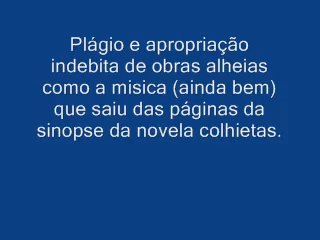 Plágio e apropriação
indebita de obras alheias
como a misica (ainda bem)
que saiu das páginas da
sinopse da novela colhietas.